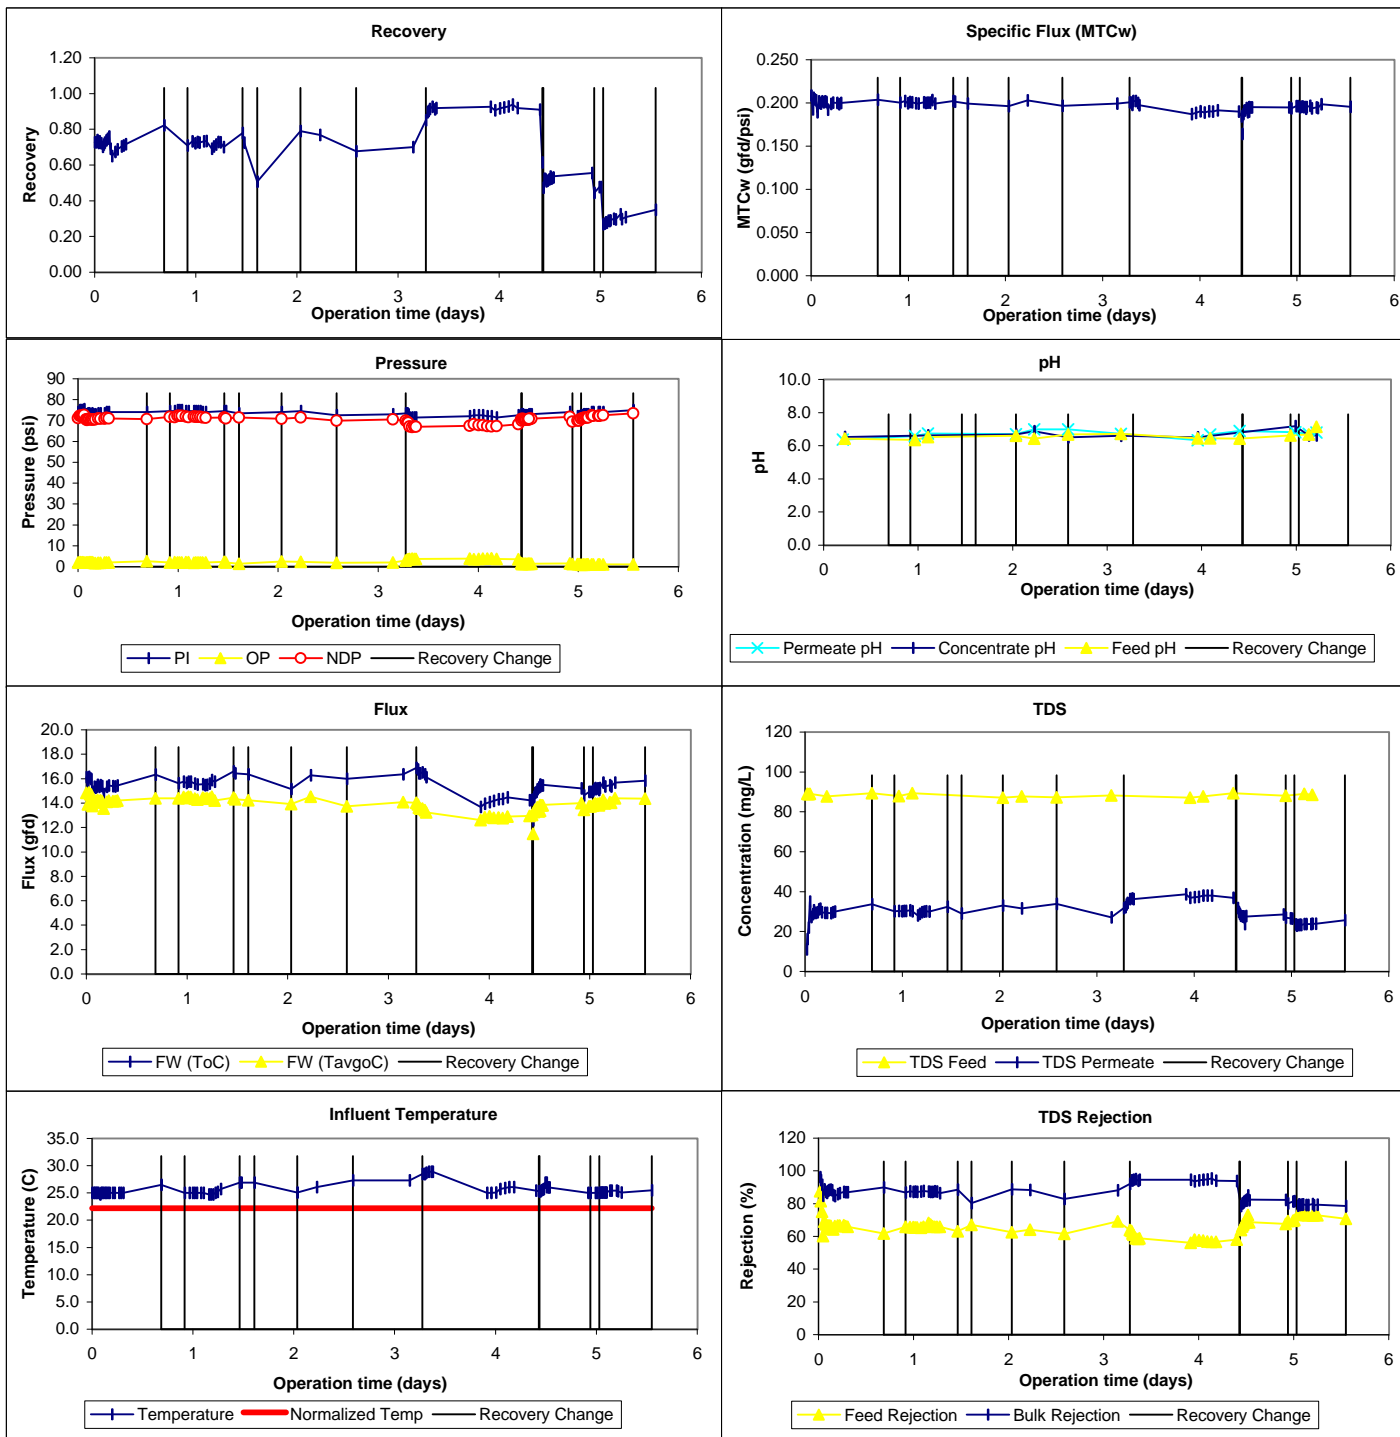 Recovery
1.20
1.00
0.80
0.60
0.40
0.20
0.00
Recovery
0 1 2 3 4 5 6
Operation time (days)
Specific Flux (MTCw)
0.250
0.200
0.150
0.100
0.050
0.000
MTCw (gfd/psi)
0 1 2 3 4 5 6
Operation time (days)
Pressure
90
80
70
60
50
40
30
20
10
0
Pressure (psi)
0 1 2 3 4 5 6
Operation time (days)
PI OP NDP Recovery Change
pH
10.0
8.0
6.0
4.0
2.0
0.0
pH
0 1 2 3 4 5 6
Operation time (days)
Permeate pH Concentrate pH Feed pH Recovery Change
Flux
20.0
18.0
16.0
14.0
12.0
10.0
8.0
6.0
4.0
2.0
0.0
Flux (gfd)
0 1 2 3 4 5 6
Operation time (days)
FW (ToC) FW (TavgoC) Recovery Change
TDS
120
100
80
60
40
20
0
Concentration (mg/L)
0 1 2 3 4 5 6
Operation time (days)
TDS Feed TDS Permeate Recovery Change
Influent Temperature
35.0
30.0
25.0
20.0
15.0
10.0
5.0
0.0
Temperature (C)
0 1 2 3 4 5 6
Operation time (days)
Temperature Normalized Temp Recovery Change
TDS Rejection
120
100
80
60
40
20
0
Rejection (%)
0 1 2 3 4 5 6
Operation time (days)
Feed Rejection Bulk Rejection Recovery Change